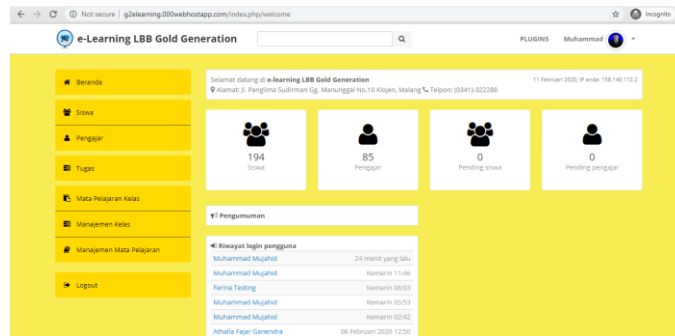 Not secure | g2elearning.000webhostapp.com/index.php/welcome
Incognito
e-Learning LBB Gold Generation
PLUGINS
Muhammad
Beranda
Siswa
Pengajar
Tugas
Mata Pelajaran Kelas
Manajemen Kelas
Manajemen Mata Pelajaran
Logout
Selamat datang di e-learning LBB Gold Generation
11 Februari 2020, IP anda: 158.140.172.2
Alamat: Jl. Panglima Sudirman Gg. Manunggal No.10 Klojen, Malang Telpon: (0341)-322288
194
Siswa
85
Pengajar
0
Pending siswa
0
Pending pengajar
Pengumuman
Riwayat login pengguna
Muhammad Mujahid 24 menit yang lalu
Muhammad Mujahid Kemarin 11:46
Ferina Testing Kemarin 06:03
Muhammad Mujahid Kemarin 05:53
Muhammad Mujahid Kemarin 02:42
Athalla Fajer Ganendra 06 Februari 2020 12:50